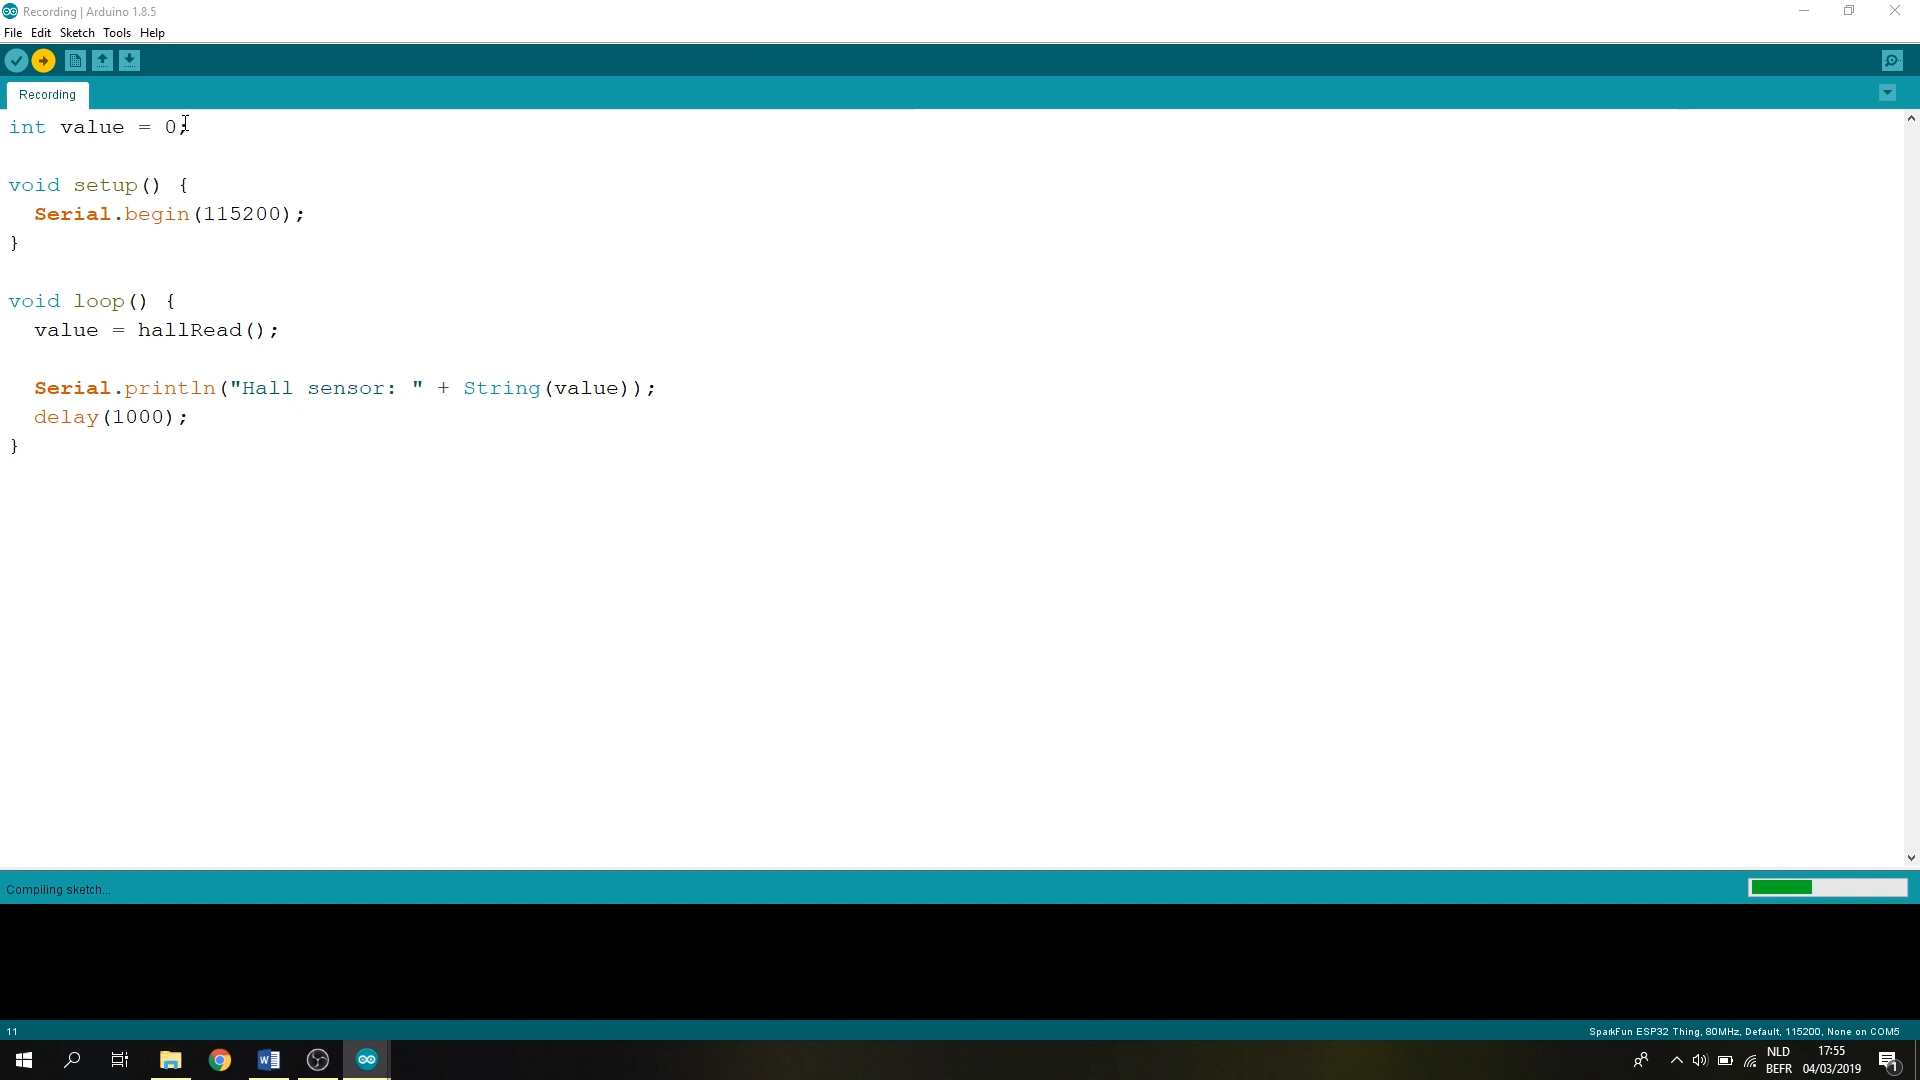 Recording | Arduino 1.8.5
File Edit Sketch Tools Help
Recording
int value = 0;
void setup() {
  Serial.begin(115200);
}
void loop() {
  value = hallRead();
  Serial.println("Hall sensor: " + String(value));
  delay(1000);
}
Compiling sketch...
11
SparkFun ESP32 Thing, 80MHz, Default, 115200, None on COM5
NLD
BEFR
17:55
04/03/2019
1